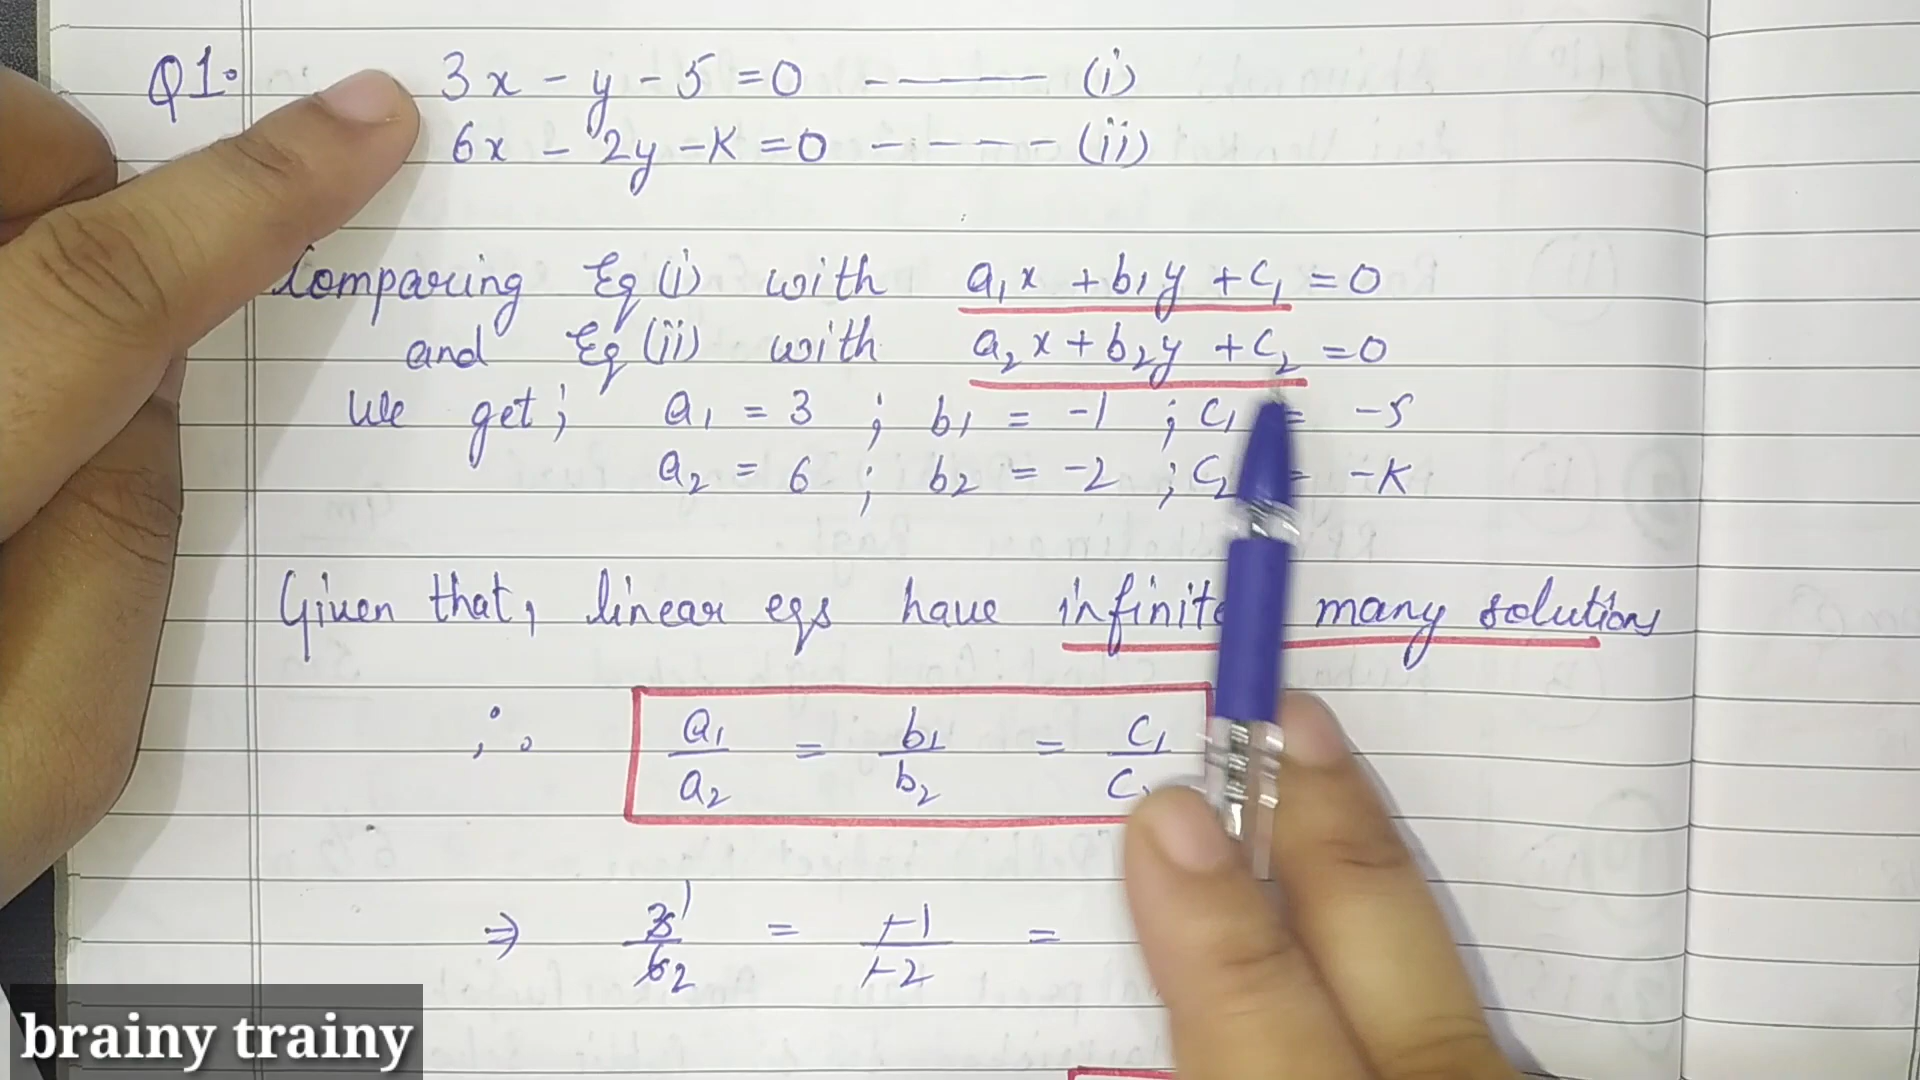 Q1. 3x - y - 5 = 0 ------ (i)
6x - 2y - K = 0 ----- (ii)
Comparing Eq (i) with a₁x + b₁y + c₁ = 0
and Eq (ii) with a₂x + b₂y + c₂ = 0
We get; a₁ = 3 ; b₁ = -1 ; c₁ = -5
a₂ = 6 ; b₂ = -2 ; c₂ = -K
Given that, linear eqs have infinite many solutions
∴ a₁/a₂ = b₁/b₂ = c₁/c₂
⇒ 3 1/6 2 = -1/-2 =
brainy trainy